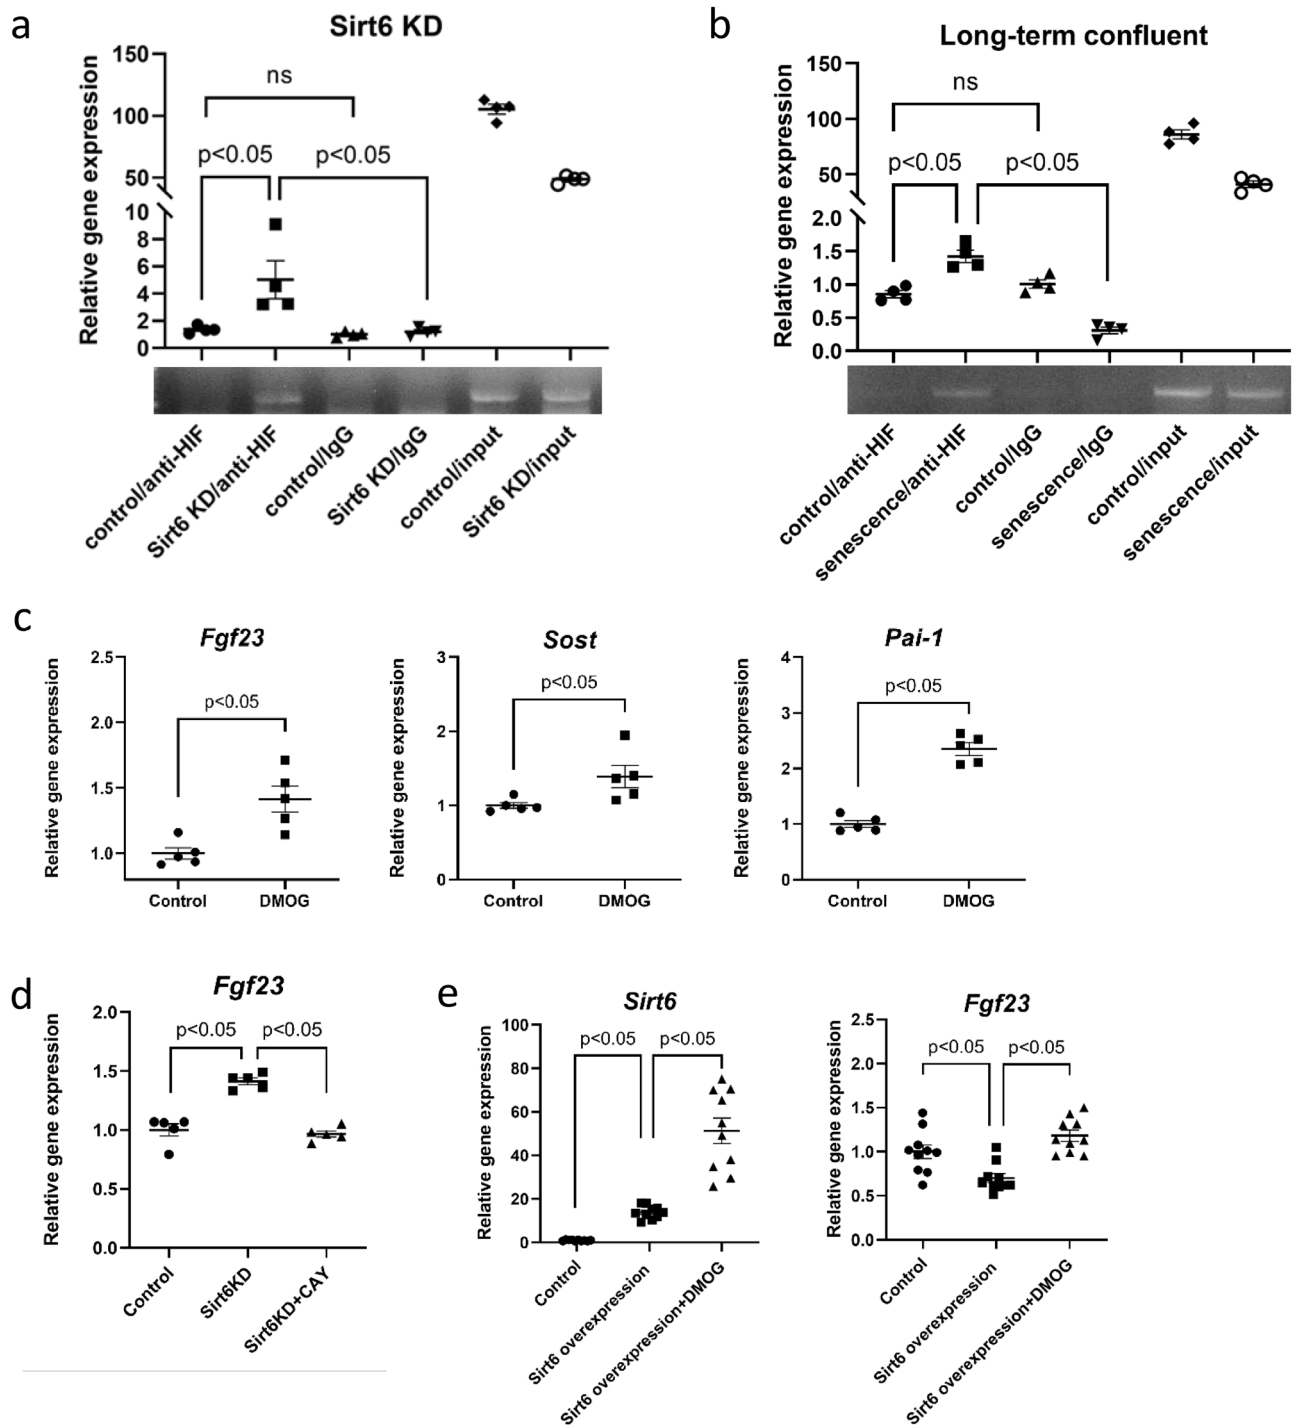 a
Sirt6 KD
Relative gene expression
150
100
50
10
8
6
4
2
0
ns
p<0.05
p<0.05
control/anti-HIF
Sirt6 KD/anti-HIF
control/IgG
Sirt6 KD/IgG
control/input
Sirt6 KD/input
b
Long-term confluent
Relative gene expression
150
100
50
2.0
1.5
1.0
0.5
0.0
ns
p<0.05
p<0.05
control/anti-HIF
senescence/anti-HIF
control/IgG
senescence/IgG
control/input
senescence/input
c
Fgf23
Relative gene expression
2.5
2.0
1.5
1.0
p<0.05
Control
DMOG
Sost
Relative gene expression
3
2
1
0
p<0.05
Control
DMOG
Pai-1
Relative gene expression
4
3
2
1
0
p<0.05
Control
DMOG
d
Fgf23
Relative gene expression
2.0
1.5
1.0
0.5
0.0
p<0.05
p<0.05
Control
Sirt6KD
Sirt6KD+CAY
e
Sirt6
Relative gene expression
100
80
60
40
20
0
p<0.05
p<0.05
Control
Sirt6 overexpression
Sirt6 overexpression+DMOG
Fgf23
Relative gene expression
2.5
2.0
1.5
1.0
0.5
0.0
p<0.05
p<0.05
Control
Sirt6 overexpression
Sirt6 overexpression+DMOG